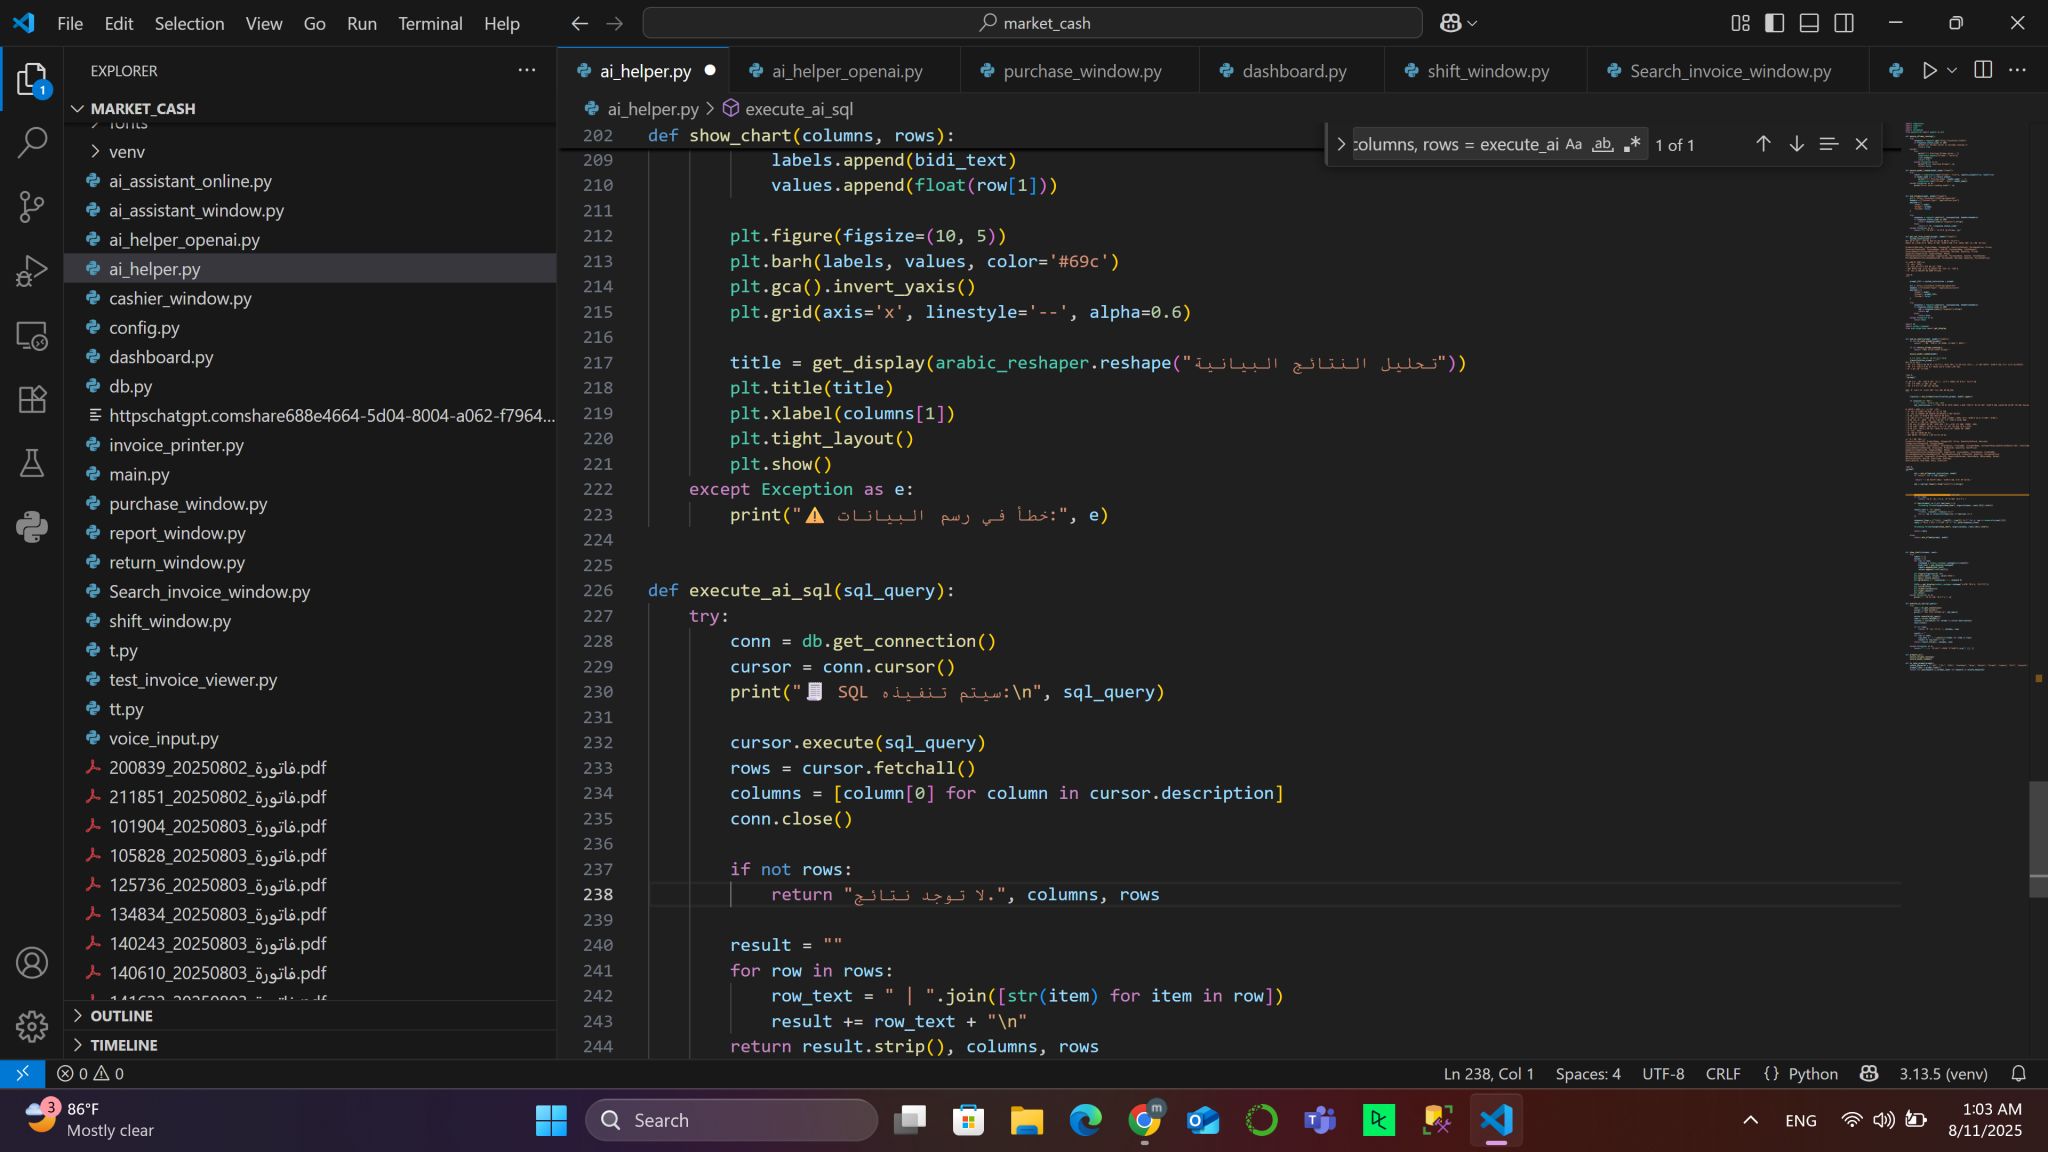 File Edit Selection View Go Run Terminal Help
market_cash
EXPLORER
MARKET_CASH
fonts
venv
ai_assistant_online.py
ai_assistant_window.py
ai_helper_openai.py
ai_helper.py
cashier_window.py
config.py
dashboard.py
db.py
httpschatgpt.comshare688e4664-5d04-8004-a062-f7964...
invoice_printer.py
main.py
purchase_window.py
report_window.py
return_window.py
Search_invoice_window.py
shift_window.py
t.py
test_invoice_viewer.py
tt.py
voice_input.py
فاتورة_20250802_200839.pdf
فاتورة_20250802_211851.pdf
فاتورة_20250803_101904.pdf
فاتورة_20250803_105828.pdf
فاتورة_20250803_125736.pdf
فاتورة_20250803_134834.pdf
فاتورة_20250803_140243.pdf
فاتورة_20250803_140610.pdf
OUTLINE
TIMELINE
1
ai_helper.py ai_helper_openai.py purchase_window.py dashboard.py shift_window.py Search_invoice_window.py
ai_helper.py > execute_ai_sql
columns, rows = execute_ai Aa ab .* 1 of 1
202 def show_chart(columns, rows):
209 labels.append(bidi_text)
210 values.append(float(row[1]))
211
212 plt.figure(figsize=(10, 5))
213 plt.barh(labels, values, color='#69c')
214 plt.gca().invert_yaxis()
215 plt.grid(axis='x', linestyle='--', alpha=0.6)
216
217 title = get_display(arabic_reshaper.reshape("تحليل النتائج البيانية"))
218 plt.title(title)
219 plt.xlabel(columns[1])
220 plt.tight_layout()
221 plt.show()
222 except Exception as e:
223 print("⚠️ خطأ في رسم البيانات:", e)
224
225
226 def execute_ai_sql(sql_query):
227 try:
228 conn = db.get_connection()
229 cursor = conn.cursor()
230 print("🧾 SQL سيتم تنفيذه:\n", sql_query)
231
232 cursor.execute(sql_query)
233 rows = cursor.fetchall()
234 columns = [column[0] for column in cursor.description]
235 conn.close()
236
237 if not rows:
238 return "لا توجد نتائج.", columns, rows
239
240 result = ""
241 for row in rows:
242 row_text = " | ".join([str(item) for item in row])
243 result += row_text + "\n"
244 return result.strip(), columns, rows
0 0
Ln 238, Col 1 Spaces: 4 UTF-8 CRLF {} Python 3.13.5 (venv)
3
86°F
Mostly clear
Search
m
ENG
1:03 AM
8/11/2025